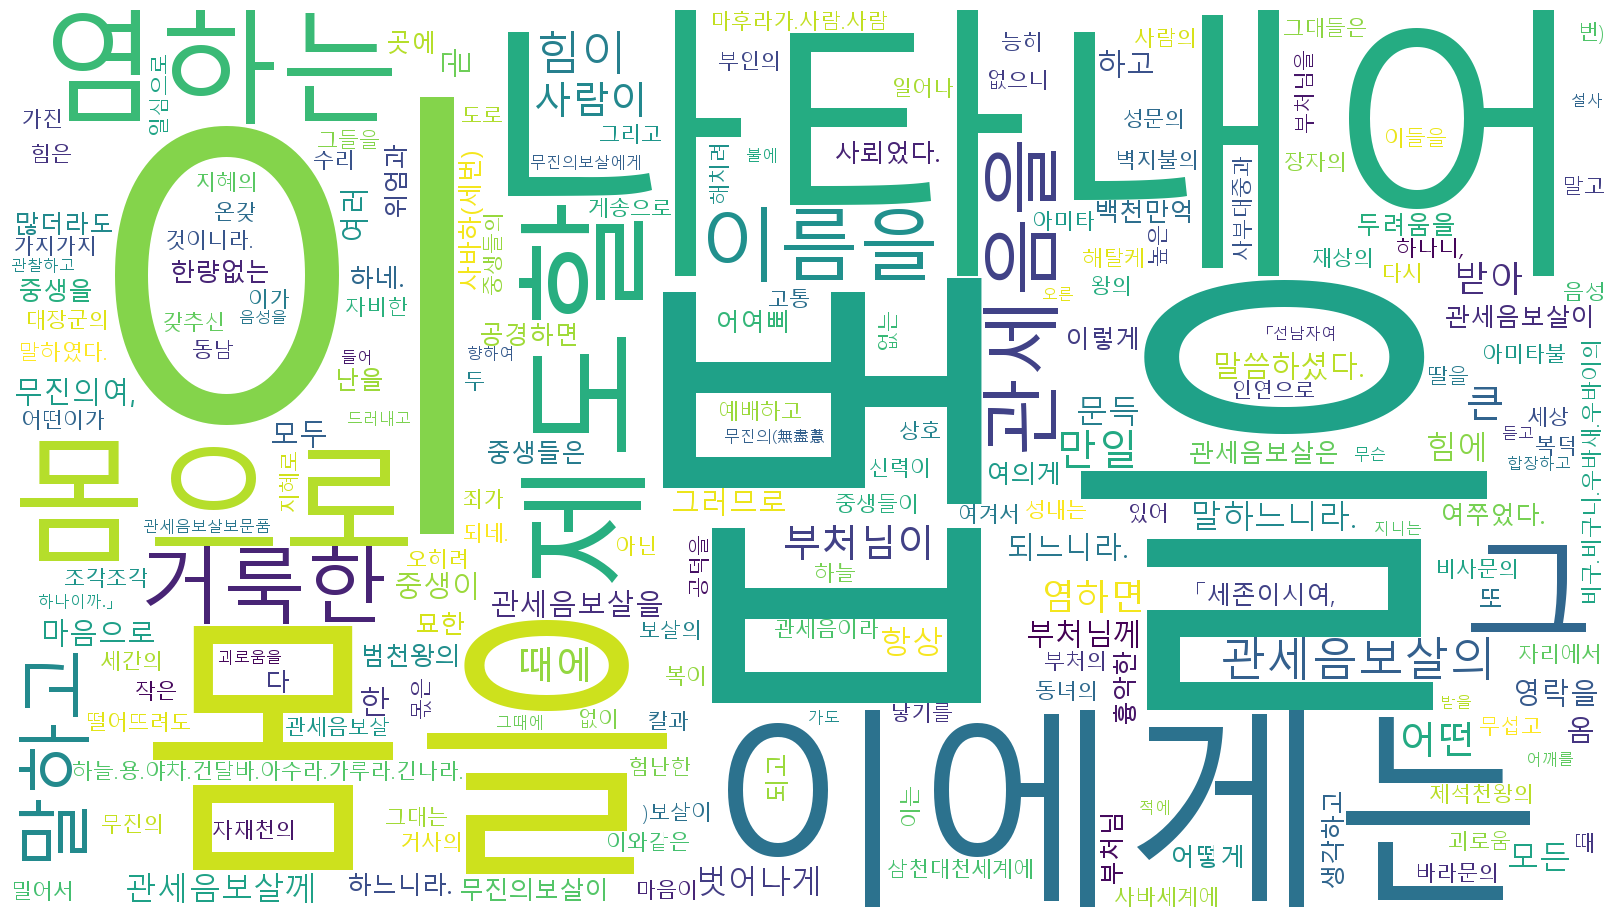 염하는
곳에
곧
힘이
사람이
마후라가.사람.사람
부인의
나타내어
능히
없으니
하고
사람의
그대들은
번)
부처님을
설사
일어나
가진
힘은
일심으로
그들을
수리
위엄과
도로
그리고
무진의보살에게
해치려
불에
사뢰었다.
성문의
벽지불의
이들을
장자의
말고
지혜의
온갖
것이니라.
한량없는
이
여러
사바하(세번)
중생들의
게송으로
이름을
관세음을
아미타
백천만억
해탈케
높은
사부대중과
두려움을
하나니,
재상의
다시
받아
많더라도
가지가지
관찰하고
중생을
대장군의
말하였다.
하네.
자비한
이가
음성을
갖추신
동남
들어
난을
공경하면
향하여
두
제도할
고통
어여삐
없는
오른
왕의
이렇게
음성
관세음보살이
「선남자여
말씀하셨다.
인연으로
아미타불
딸을
무진의여,
어떤이가
드러내고
모두
중생들은
법
예배하고
무진의(無盡薏
상호
신력이
중생들이
문득
만일
여의게
관세음보살은
무슨
힘에
큰
세상
듣고
복덕
합장하고
비구.비구니.우바새.우바이의
몸으로
지혜로
관세음보살보문품
죄가
되네.
그러므로
여겨서
성내는
있어
말하느니라.
지니는
여쭈었다.
을
거룩한
조각조각
하나이까.」
오히려
중생이
아닌
공덕을
부처님이
하늘
되느니라.
비사문의
또
고
마음으로
묘한
관세음보살을
보살의
관세음이라
항상
염하면
「세존이시여,
부처님께
부처의
동녀의
흉악한
설
관세음보살의
자리에서
영락을
말하고
세간의
작은
떨어뜨려도
괴로움을
다
범천왕의
한
몫은
때에
복이
몸을
관세음보살
그때에
없이
칼과
가도
낳기를
받을
어떤
무섭고
옴
어깨를
하늘.용.야차.건달바.아수라.가루라.긴나라.
험난한
되고
이에게는
무진의
자재천의
그대는
거사의
)보살이
이와같은
이는
적에
부처님
어떻게
생각하고
제석천왕의
괴로움
때
모든
바라문의
밀어서
관세음보살께
하느니라.
무진의보살이
마음이
벗어나게
삼천대천세계에
사바세계에